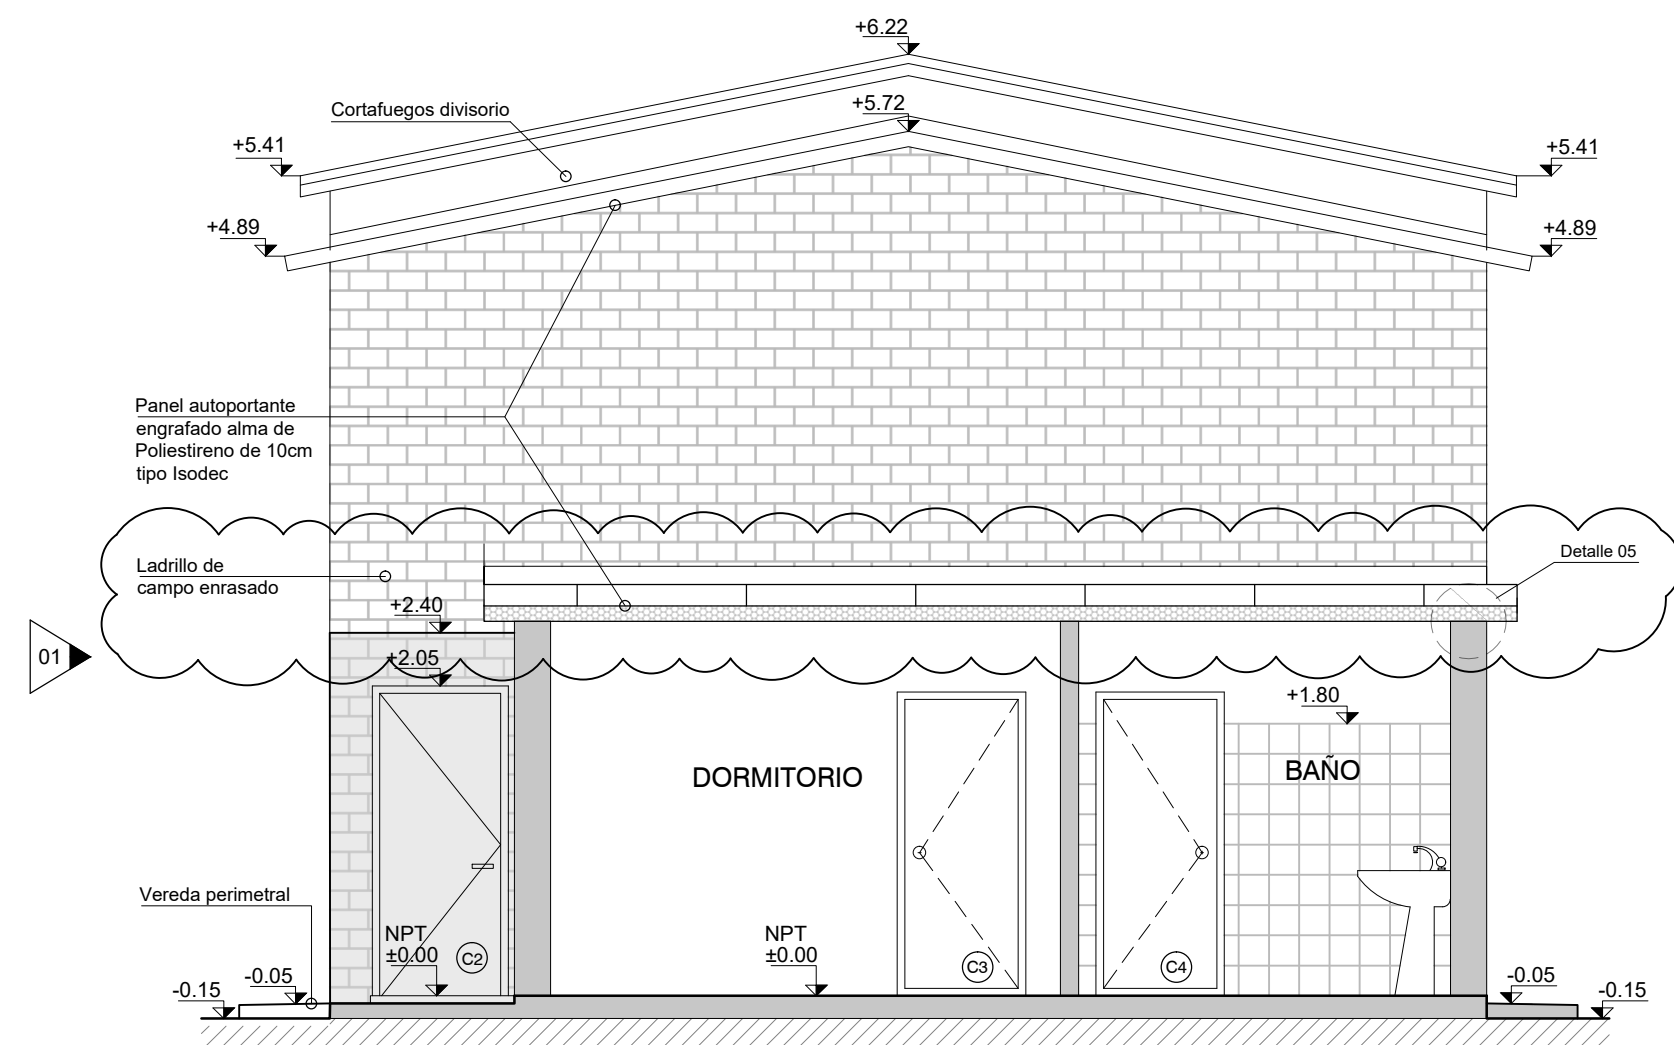 +6.22
Cortafuegos divisorio
+5.72
+5.41
+5.41
+4.89
+4.89
Panel autoportante
engrafado alma de
Poliestireno de 10cm
tipo Isodec
Detalle 05
Ladrillo de
campo enrasado
+2.40
01
+2.05
+1.80
DORMITORIO
BAÑO
Vereda perimetral
NPT
±0.00
C2
NPT
±0.00
C3
C4
-0.05
-0.15
-0.05
-0.15